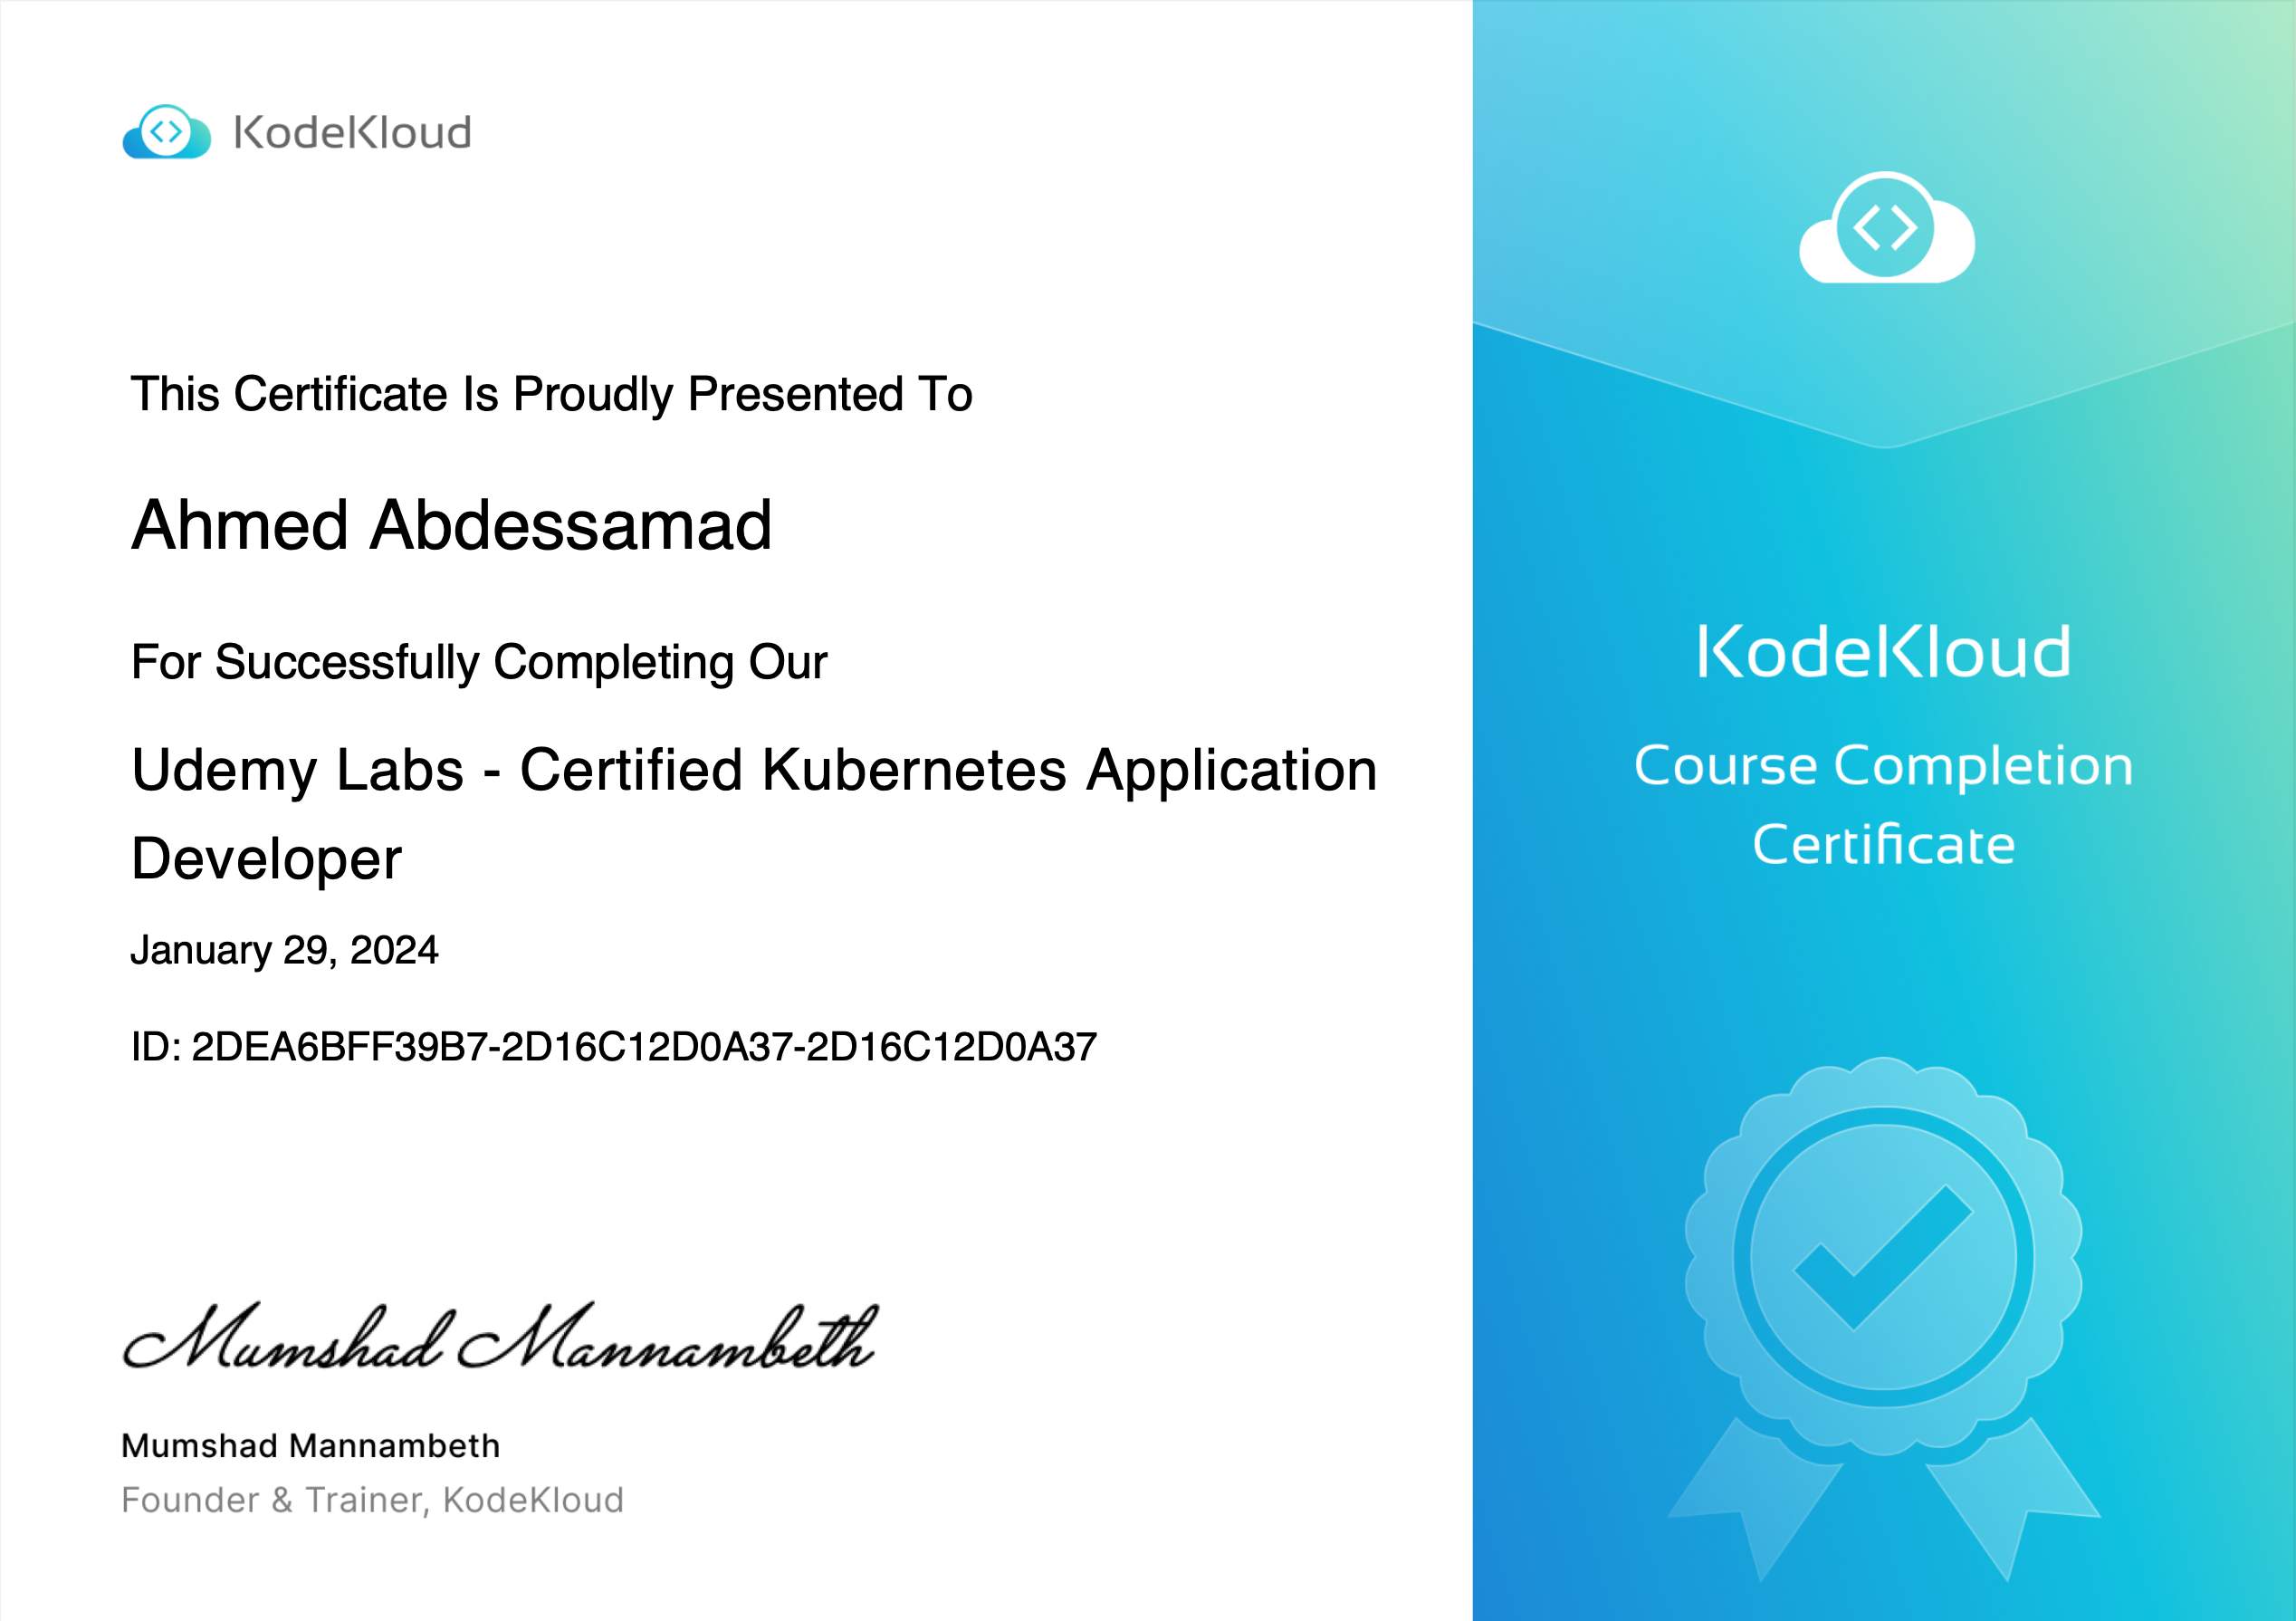 KodeKloud
This Certificate Is Proudly Presented To
Ahmed Abdessamad
For Successfully Completing Our
Udemy Labs - Certified Kubernetes Application
Developer
January 29, 2024
ID: 2DEA6BFF39B7-2D16C12D0A37-2D16C12D0A37
Mumshad Mannambeth
Mumshad Mannambeth
Founder & Trainer, KodeKloud
KodeKloud
Course Completion
Certificate